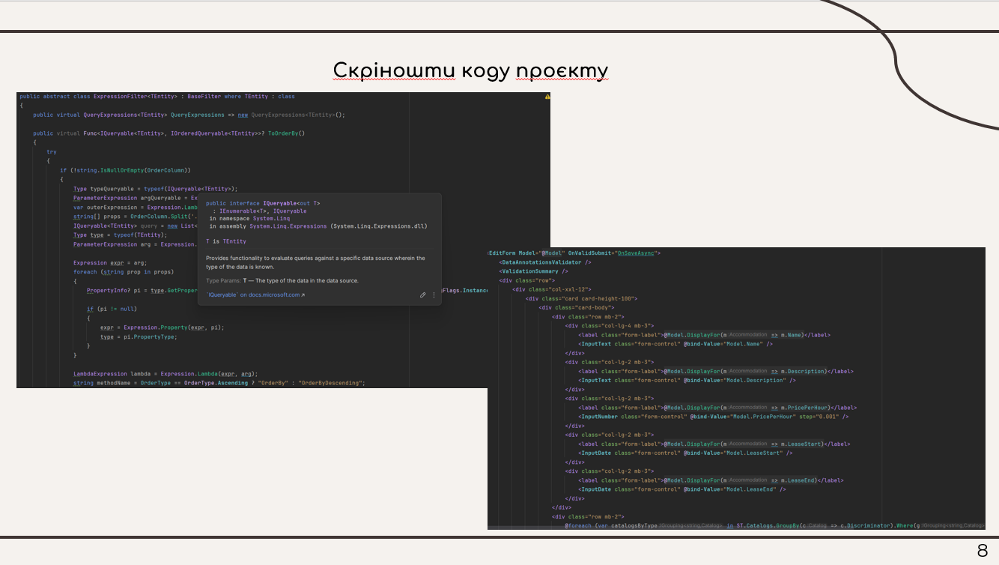 Скріношти коду проєкту
public abstract class ExpressionFilter<TEntity> : BaseFilter where TEntity : class
{
public virtual QueryExpressions<TEntity> QueryExpressions => new QueryExpressions<TEntity>();
public virtual Func<IQueryable<TEntity>, IOrderedQueryable<TEntity>>? ToOrderBy()
{
try
{
if (!string.IsNullOrEmpty(OrderColumn))
{
Type typeQueryable = typeof(IQueryable<TEntity>);
ParameterExpression argQueryable = Ex
var outerExpression = Expression.Lamb
string[] props = OrderColumn.Split('.
IQueryable<TEntity> query = new List<
Type type = typeof(TEntity);
ParameterExpression arg = Expression.
Expression expr = arg;
foreach (string prop in props)
{
PropertyInfo? pi = type.GetProper
gFlags.Instance
if (pi != null)
{
expr = Expression.Property(expr, pi);
type = pi.PropertyType;
}
}
LambdaExpression lambda = Expression.Lambda(expr, arg);
string methodName = OrderType == OrderType.Ascending ? "OrderBy" : "OrderByDescending";
public interface IQueryable<out T>
: IEnumerable<T>, IQueryable
in namespace System.Linq
in assembly System.Linq.Expressions (System.Linq.Expressions.dll)
T is TEntity
Provides functionality to evaluate queries against a specific data source wherein the
type of the data is known.
Type Params: T — The type of the data in the data source.
`IQueryable` on docs.microsoft.com
EditForm Model="@Model" OnValidSubmit="OnSaveAsync">
<DataAnnotationsValidator />
<ValidationSummary />
<div class="row">
<div class="col-xxl-12">
<div class="card card-height-100">
<div class="card-body">
<div class="row mb-2">
<div class="col-lg-4 mb-3">
<label class="form-label">@Model.DisplayFor(m :Accommodation => m.Name)</label>
<InputText class="form-control" @bind-Value="Model.Name" />
</div>
<div class="col-lg-2 mb-3">
<label class="form-label">@Model.DisplayFor(m :Accommodation => m.Description)</label>
<InputText class="form-control" @bind-Value="Model.Description" />
</div>
<div class="col-lg-2 mb-3">
<label class="form-label">@Model.DisplayFor(m :Accommodation => m.PricePerHour)</label>
<InputNumber class="form-control" @bind-Value="Model.PricePerHour" step="0.001" />
</div>
<div class="col-lg-2 mb-3">
<label class="form-label">@Model.DisplayFor(m :Accommodation => m.LeaseStart)</label>
<InputDate class="form-control" @bind-Value="Model.LeaseStart" />
</div>
<div class="col-lg-2 mb-3">
<label class="form-label">@Model.DisplayFor(m :Accommodation => m.LeaseEnd)</label>
<InputDate class="form-control" @bind-Value="Model.LeaseEnd" />
</div>
</div>
<div class="row mb-2">
@foreach (var catalogsByType :IGrouping<string,Catalog> in ST.Catalogs.GroupBy(c :Catalog => c.Discriminator).Where(g :IGrouping<string,Catalog>
8